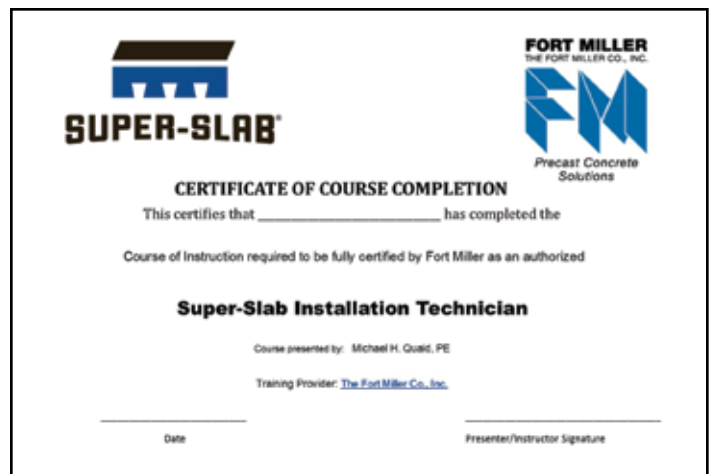 SUPER-SLAB®
FORT MILLER
THE FORT MILLER CO., INC.
FM
Precast Concrete
Solutions
CERTIFICATE OF COURSE COMPLETION
This certifies that ______________________ has completed the
Course of Instruction required to be fully certified by Fort Miller as an authorized
Super-Slab Installation Technician
Course presented by: Michael H. Quaid, PE
Training Provider: The Fort Miller Co., Inc.
Date
Presenter/Instructor Signature